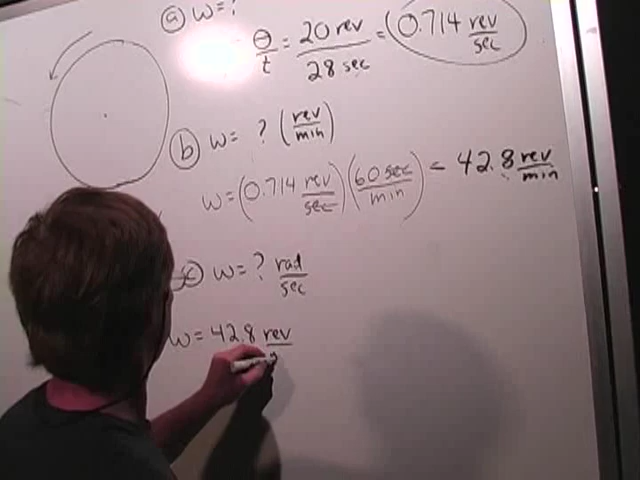 (a) ω = ?
θ/t = 20 rev/28 sec = (0.714 rev/sec)
(b) ω = ? (rev/min)
ω = (0.714 rev/sec)(60 sec/min) = 42.8 rev/min
(c) ω = ? rad/sec
ω = 42.8 rev